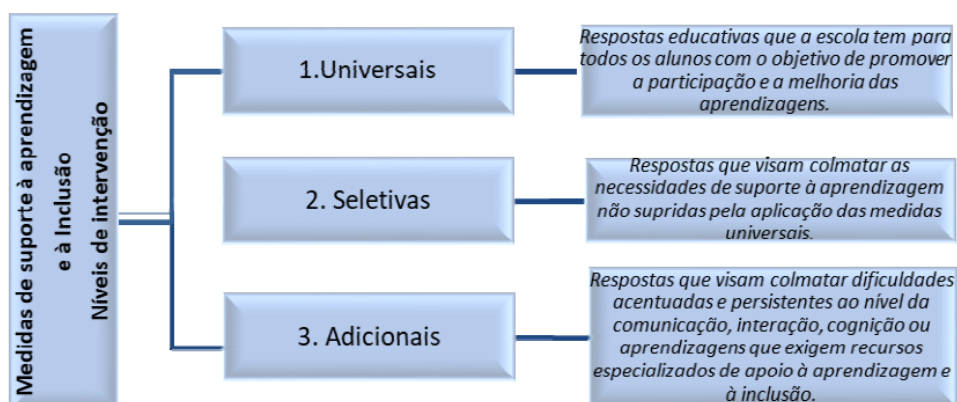 Medidas de suporte à aprendizagem
e à Inclusão
Níveis de intervenção
1.Universais
Respostas educativas que a escola tem para
todos os alunos com o objetivo de promover
a participação e a melhoria das
aprendizagens.
2. Seletivas
Respostas que visam colmatar as
necessidades de suporte à aprendizagem
não supridas pela aplicação das medidas
universais.
3. Adicionais
Respostas que visam colmatar dificuldades
acentuadas e persistentes ao nível da
comunicação, interação, cognição ou
aprendizagens que exigem recursos
especializados de apoio à aprendizagem e
à inclusão.